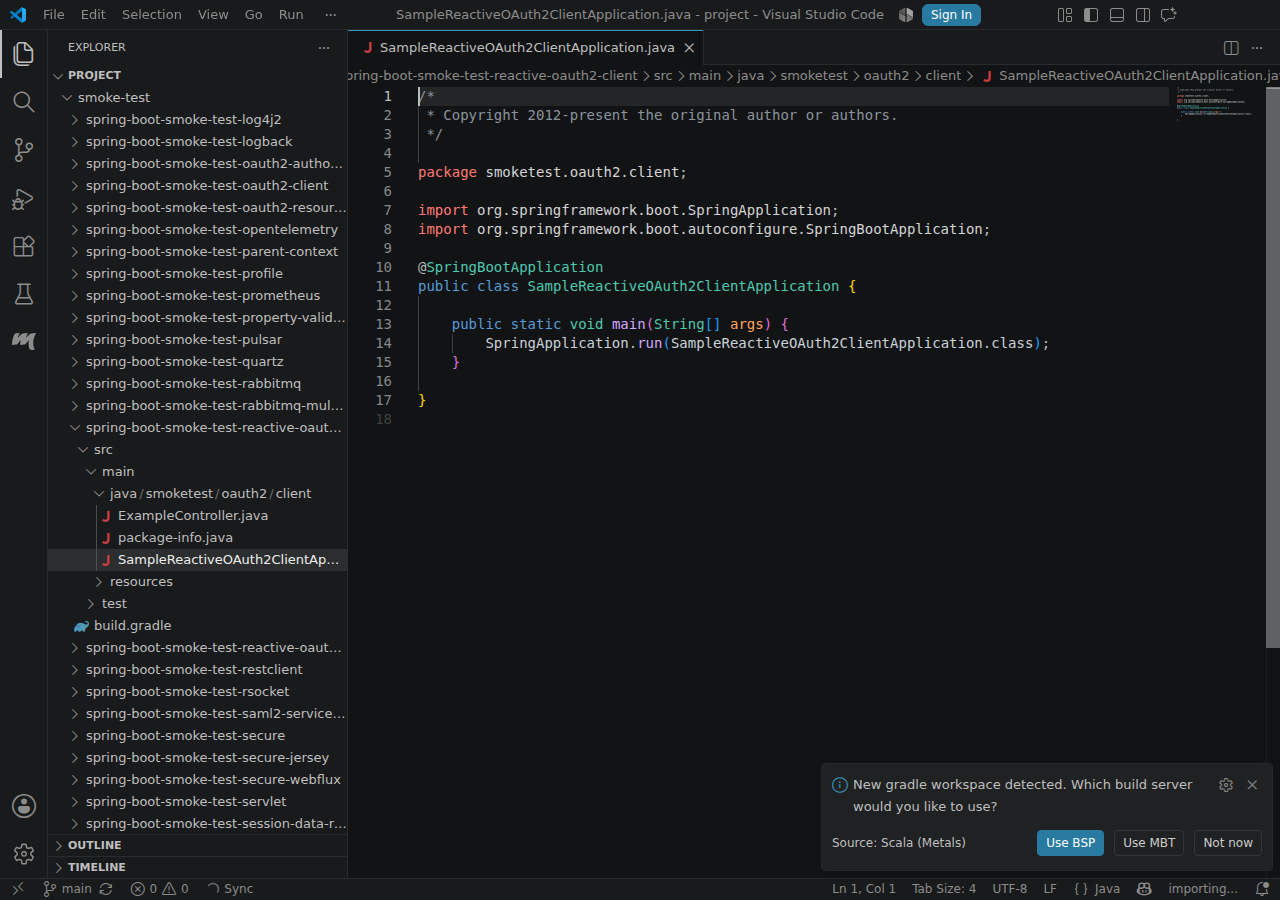 File Edit Selection View Go Run ··· SampleReactiveOAuth2ClientApplication.java - project - Visual Studio Code Sign In
EXPLORER
PROJECT
smoke-test
spring-boot-smoke-test-log4j2
spring-boot-smoke-test-logback
spring-boot-smoke-test-oauth2-autho...
spring-boot-smoke-test-oauth2-client
spring-boot-smoke-test-oauth2-resour...
spring-boot-smoke-test-opentelemetry
spring-boot-smoke-test-parent-context
spring-boot-smoke-test-profile
spring-boot-smoke-test-prometheus
spring-boot-smoke-test-property-valid...
spring-boot-smoke-test-pulsar
spring-boot-smoke-test-quartz
spring-boot-smoke-test-rabbitmq
spring-boot-smoke-test-rabbitmq-mul...
spring-boot-smoke-test-reactive-oaut...
src
main
java/smoketest/oauth2/client
ExampleController.java
package-info.java
SampleReactiveOAuth2ClientAp...
resources
test
build.gradle
spring-boot-smoke-test-reactive-oaut...
spring-boot-smoke-test-restclient
spring-boot-smoke-test-rsocket
spring-boot-smoke-test-saml2-service...
spring-boot-smoke-test-secure
spring-boot-smoke-test-secure-jersey
spring-boot-smoke-test-secure-webflux
spring-boot-smoke-test-servlet
spring-boot-smoke-test-session-data-r...
OUTLINE
TIMELINE
SampleReactiveOAuth2ClientApplication.java
pring-boot-smoke-test-reactive-oauth2-client > src > main > java > smoketest > oauth2 > client > SampleReactiveOAuth2ClientApplication.ja
1 /*
2 * Copyright 2012-present the original author or authors.
3 */
4
5 package smoketest.oauth2.client;
6
7 import org.springframework.boot.SpringApplication;
8 import org.springframework.boot.autoconfigure.SpringBootApplication;
9
10 @SpringBootApplication
11 public class SampleReactiveOAuth2ClientApplication {
12
13 public static void main(String[] args) {
14 SpringApplication.run(SampleReactiveOAuth2ClientApplication.class);
15 }
16
17 }
18
New gradle workspace detected. Which build server
would you like to use?
Source: Scala (Metals) Use BSP Use MBT Not now
main 0 0 Sync Ln 1, Col 1 Tab Size: 4 UTF-8 LF { } Java importing...